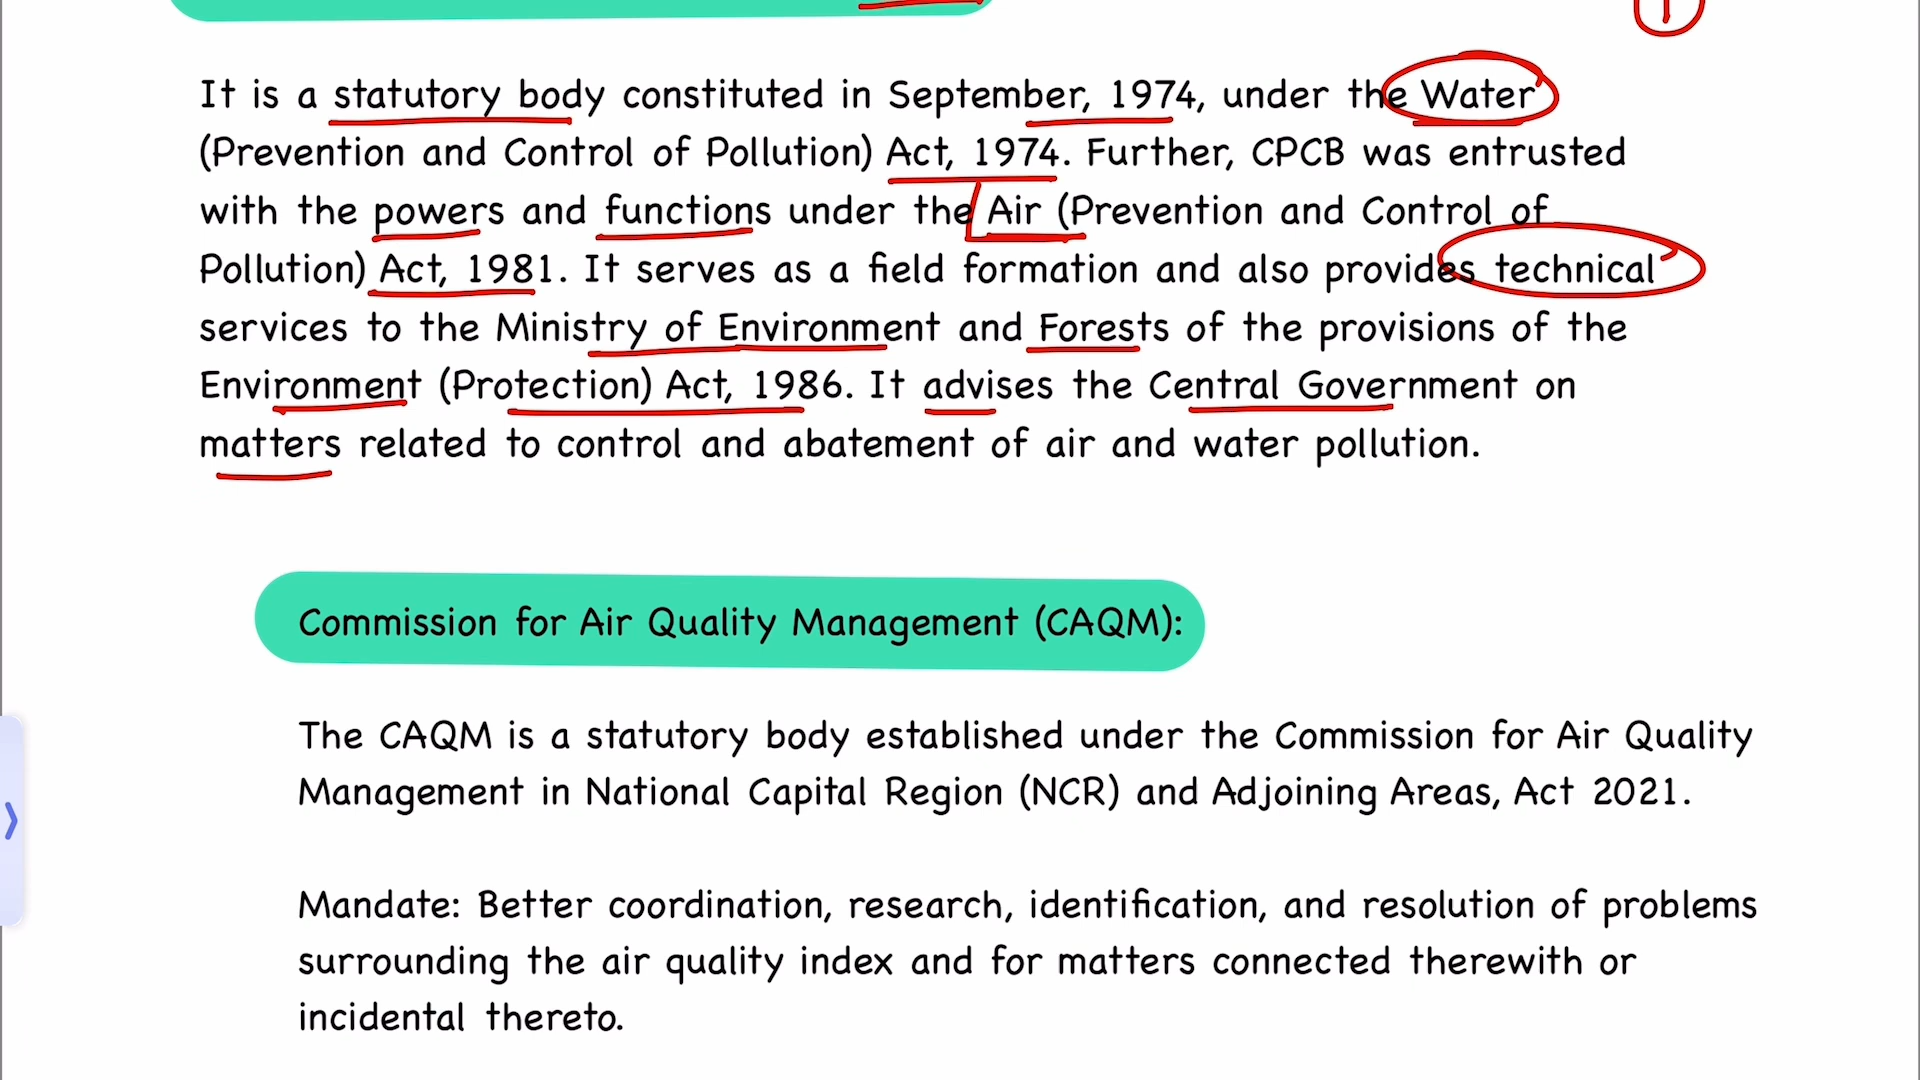 It is a statutory body constituted in September, 1974, under the Water
(Prevention and Control of Pollution) Act, 1974. Further, CPCB was entrusted
with the powers and functions under the Air (Prevention and Control of
Pollution) Act, 1981. It serves as a field formation and also provides technical
services to the Ministry of Environment and Forests of the provisions of the
Environment (Protection) Act, 1986. It advises the Central Government on
matters related to control and abatement of air and water pollution.
Commission for Air Quality Management (CAQM):
The CAQM is a statutory body established under the Commission for Air Quality
Management in National Capital Region (NCR) and Adjoining Areas, Act 2021.
Mandate: Better coordination, research, identification, and resolution of problems
surrounding the air quality index and for matters connected therewith or
incidental thereto.